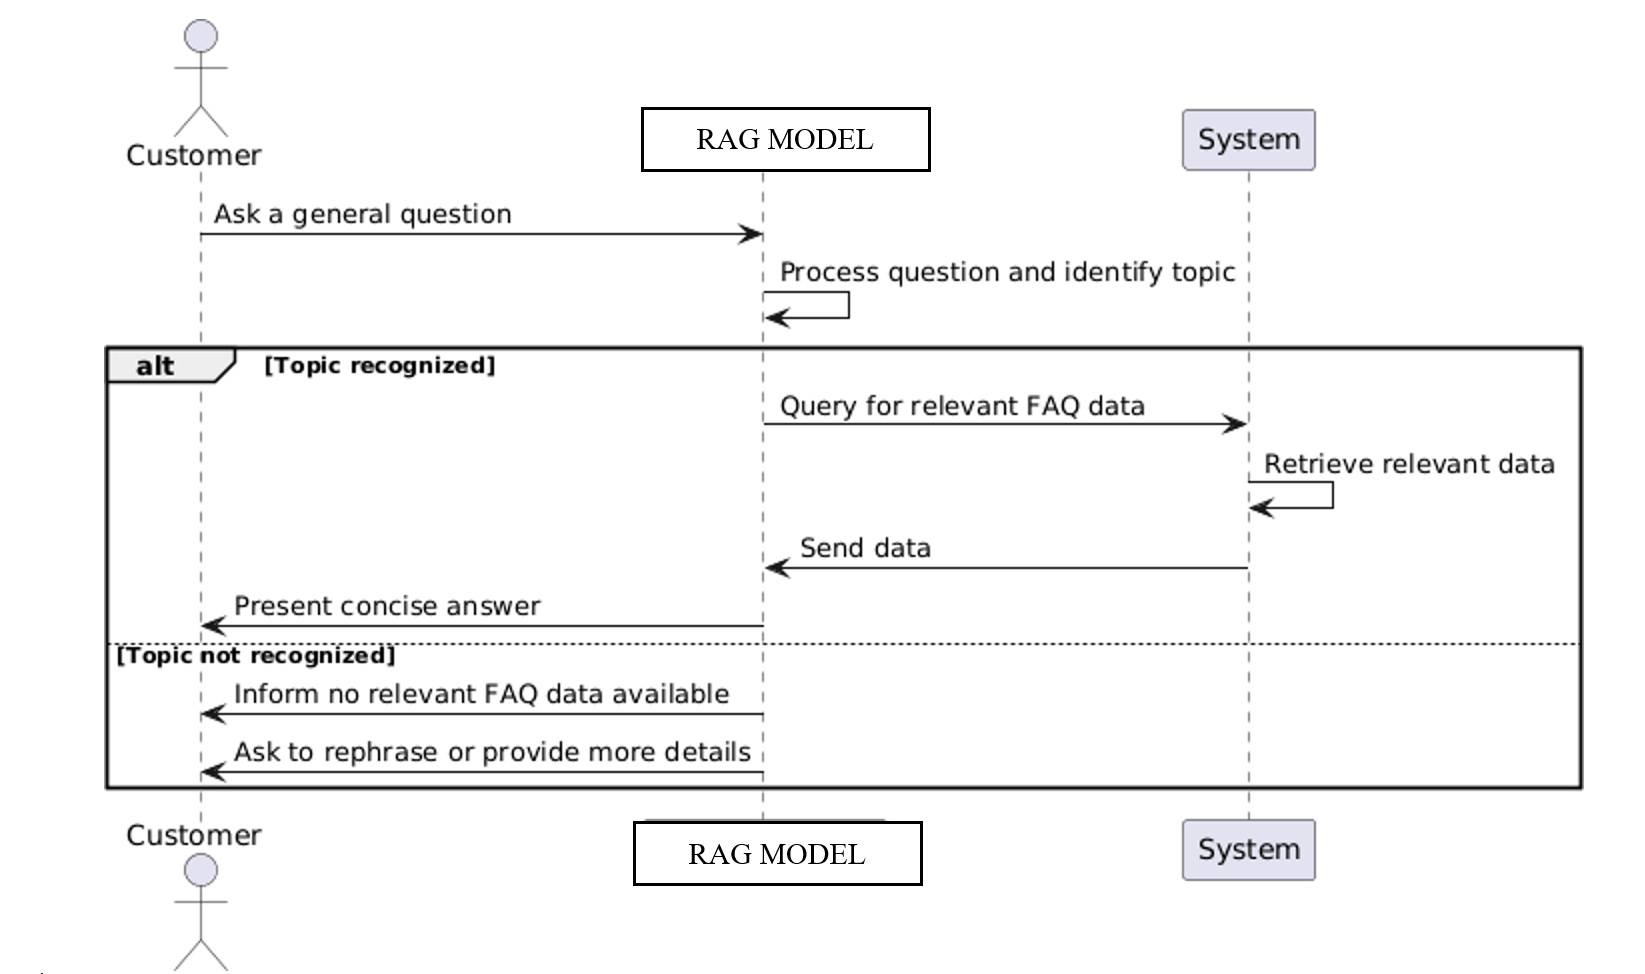 Customer
RAG MODEL
System
Ask a general question
Process question and identify topic
alt
[Topic recognized]
Query for relevant FAQ data
Retrieve relevant data
Send data
Present concise answer
[Topic not recognized]
Inform no relevant FAQ data available
Ask to rephrase or provide more details
Customer
RAG MODEL
System